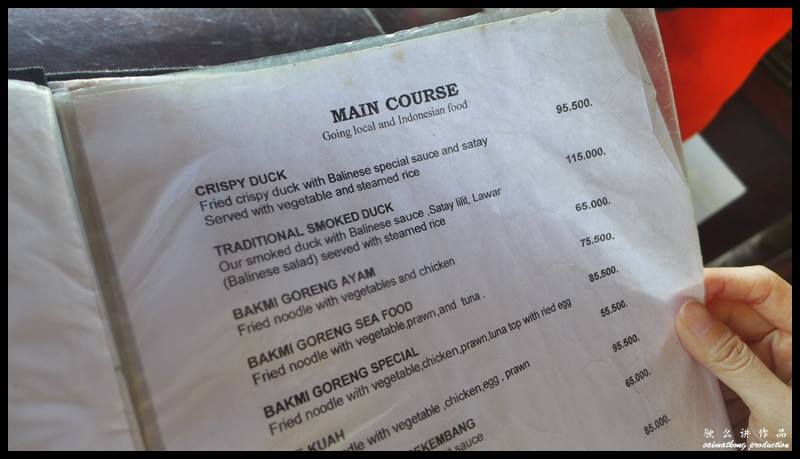 MAIN COURSE
Going local and Indonesian food
CRISPY DUCK 95.500.
Fried crispy duck with Balinese special sauce and satay
Served with vegetable and steamed rice
TRADITIONAL SMOKED DUCK 115.000.
Our smoked duck with Balinese sauce ,Satay lilit, Lawar
(Balinese salad) seeved with steamed rice
BAKMI GORENG AYAM 65.000.
Fried noodle with vegetables and chicken
BAKMI GORENG SEA FOOD 75.500.
Fried noodle with vegetable,prawn,and tuna .
BAKMI GORENG SPECIAL 85.500.
Fried noodle with vegetable,chicken,prawn,tuna top with ried egg
KUAH 55.500.
noodle with vegetable ,chicken,egg , prawn
EKEMBANG 95.500.
sauce
65.000.
85.000.
saimatkong production